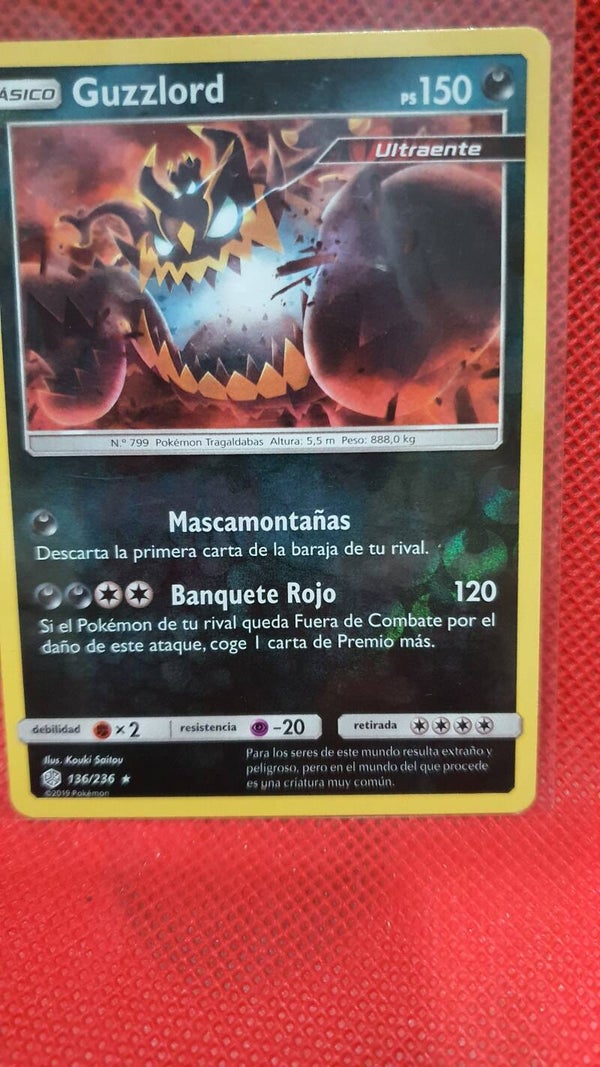 ÁSICO Guzzlord PS 150
Ultraente
N.º 799 Pokémon Tragaldabas Altura: 5,5 m Peso: 888,0 kg
Mascamontañas
Descarta la primera carta de la baraja de tu rival.
Banquete Rojo 120
Si el Pokémon de tu rival queda Fuera de Combate por el
daño de este ataque, coge 1 carta de Premio más.
debilidad ×2 resistencia -20 retirada
Ilus. Kouki Saitou
136/236 ★
©2019 Pokémon
Para los seres de este mundo resulta extraño y
peligroso, pero en el mundo del que procede
es una criatura muy común.